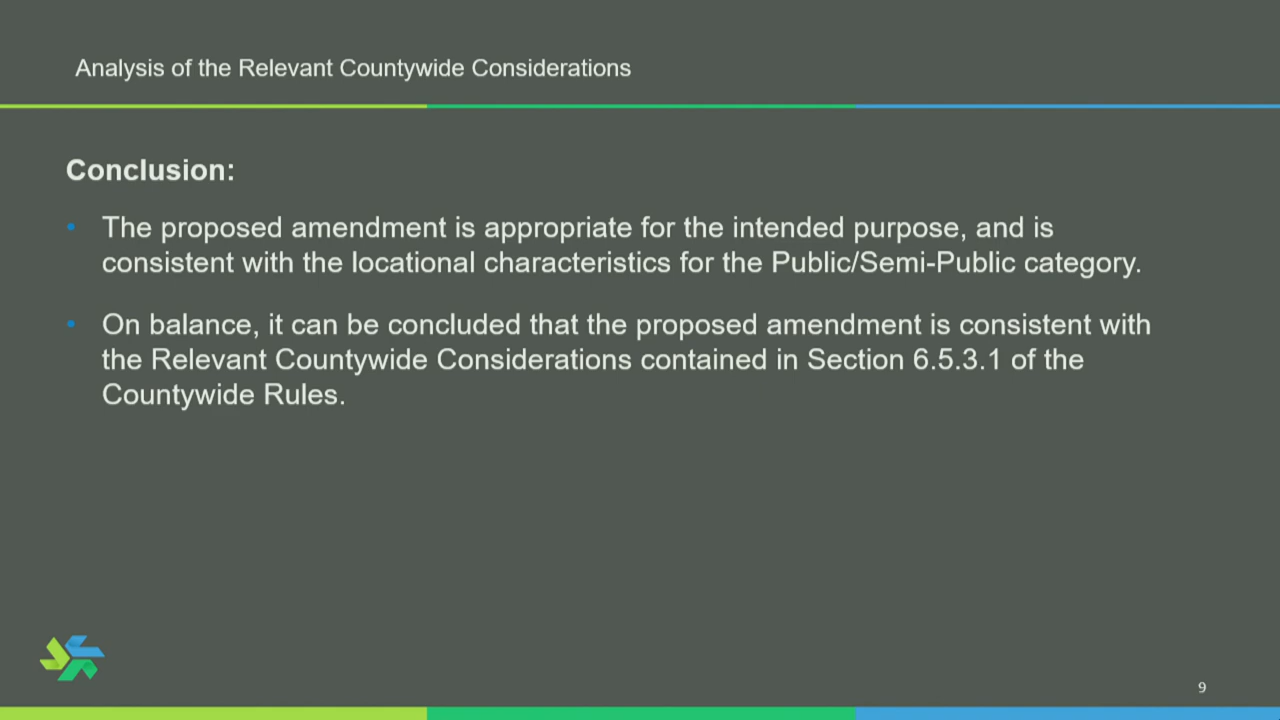 Analysis of the Relevant Countywide Considerations
Conclusion:
• The proposed amendment is appropriate for the intended purpose, and is
consistent with the locational characteristics for the Public/Semi-Public category.
• On balance, it can be concluded that the proposed amendment is consistent with
the Relevant Countywide Considerations contained in Section 6.5.3.1 of the
Countywide Rules.
9